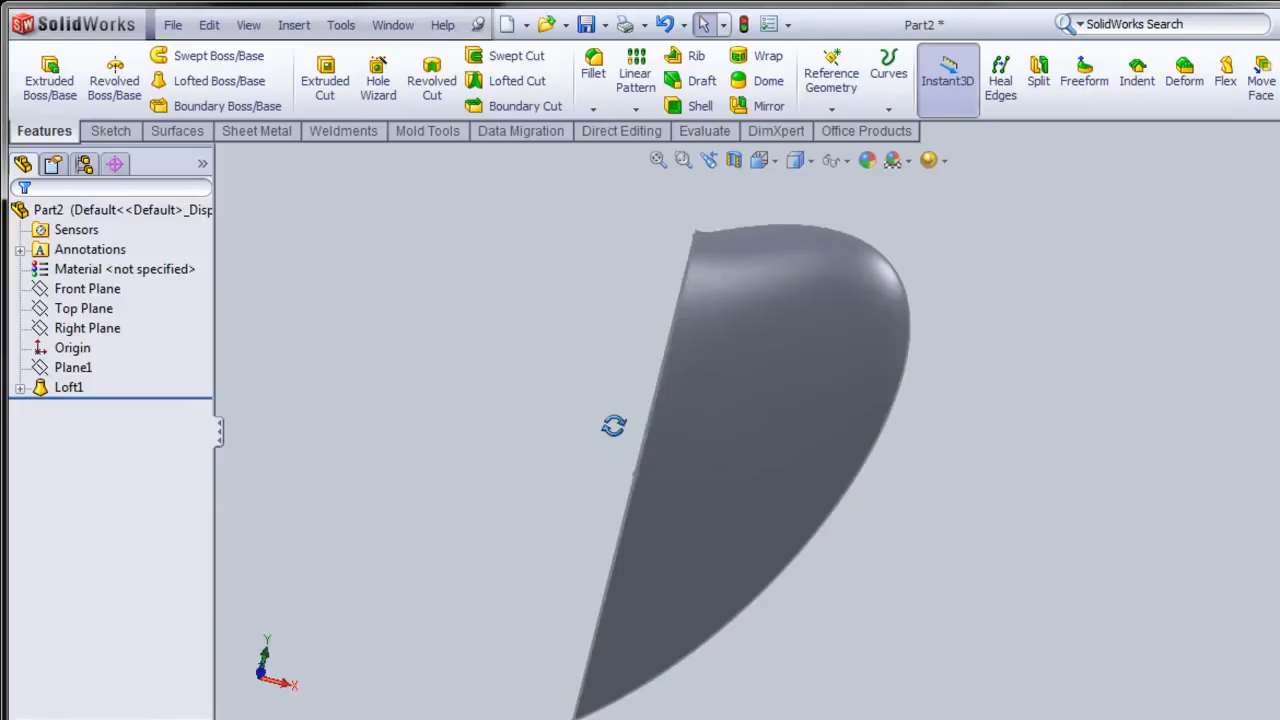 SolidWorks File Edit View Insert Tools Window Help Part2 * SolidWorks Search
Extruded Boss/Base
Revolved Boss/Base
Swept Boss/Base
Lofted Boss/Base
Boundary Boss/Base
Extruded Cut
Hole Wizard
Revolved Cut
Swept Cut
Lofted Cut
Boundary Cut
Fillet
Linear Pattern
Rib
Draft
Shell
Wrap
Dome
Mirror
Reference Geometry
Curves
Instant3D
Heal Edges
Split
Freeform
Indent
Deform
Flex
Move Face
Features Sketch Surfaces Sheet Metal Weldments Mold Tools Data Migration Direct Editing Evaluate DimXpert Office Products
Part2 (Default<<Default>_Disp
Sensors
Annotations
Material <not specified>
Front Plane
Top Plane
Right Plane
Origin
Plane1
Loft1
Y
X